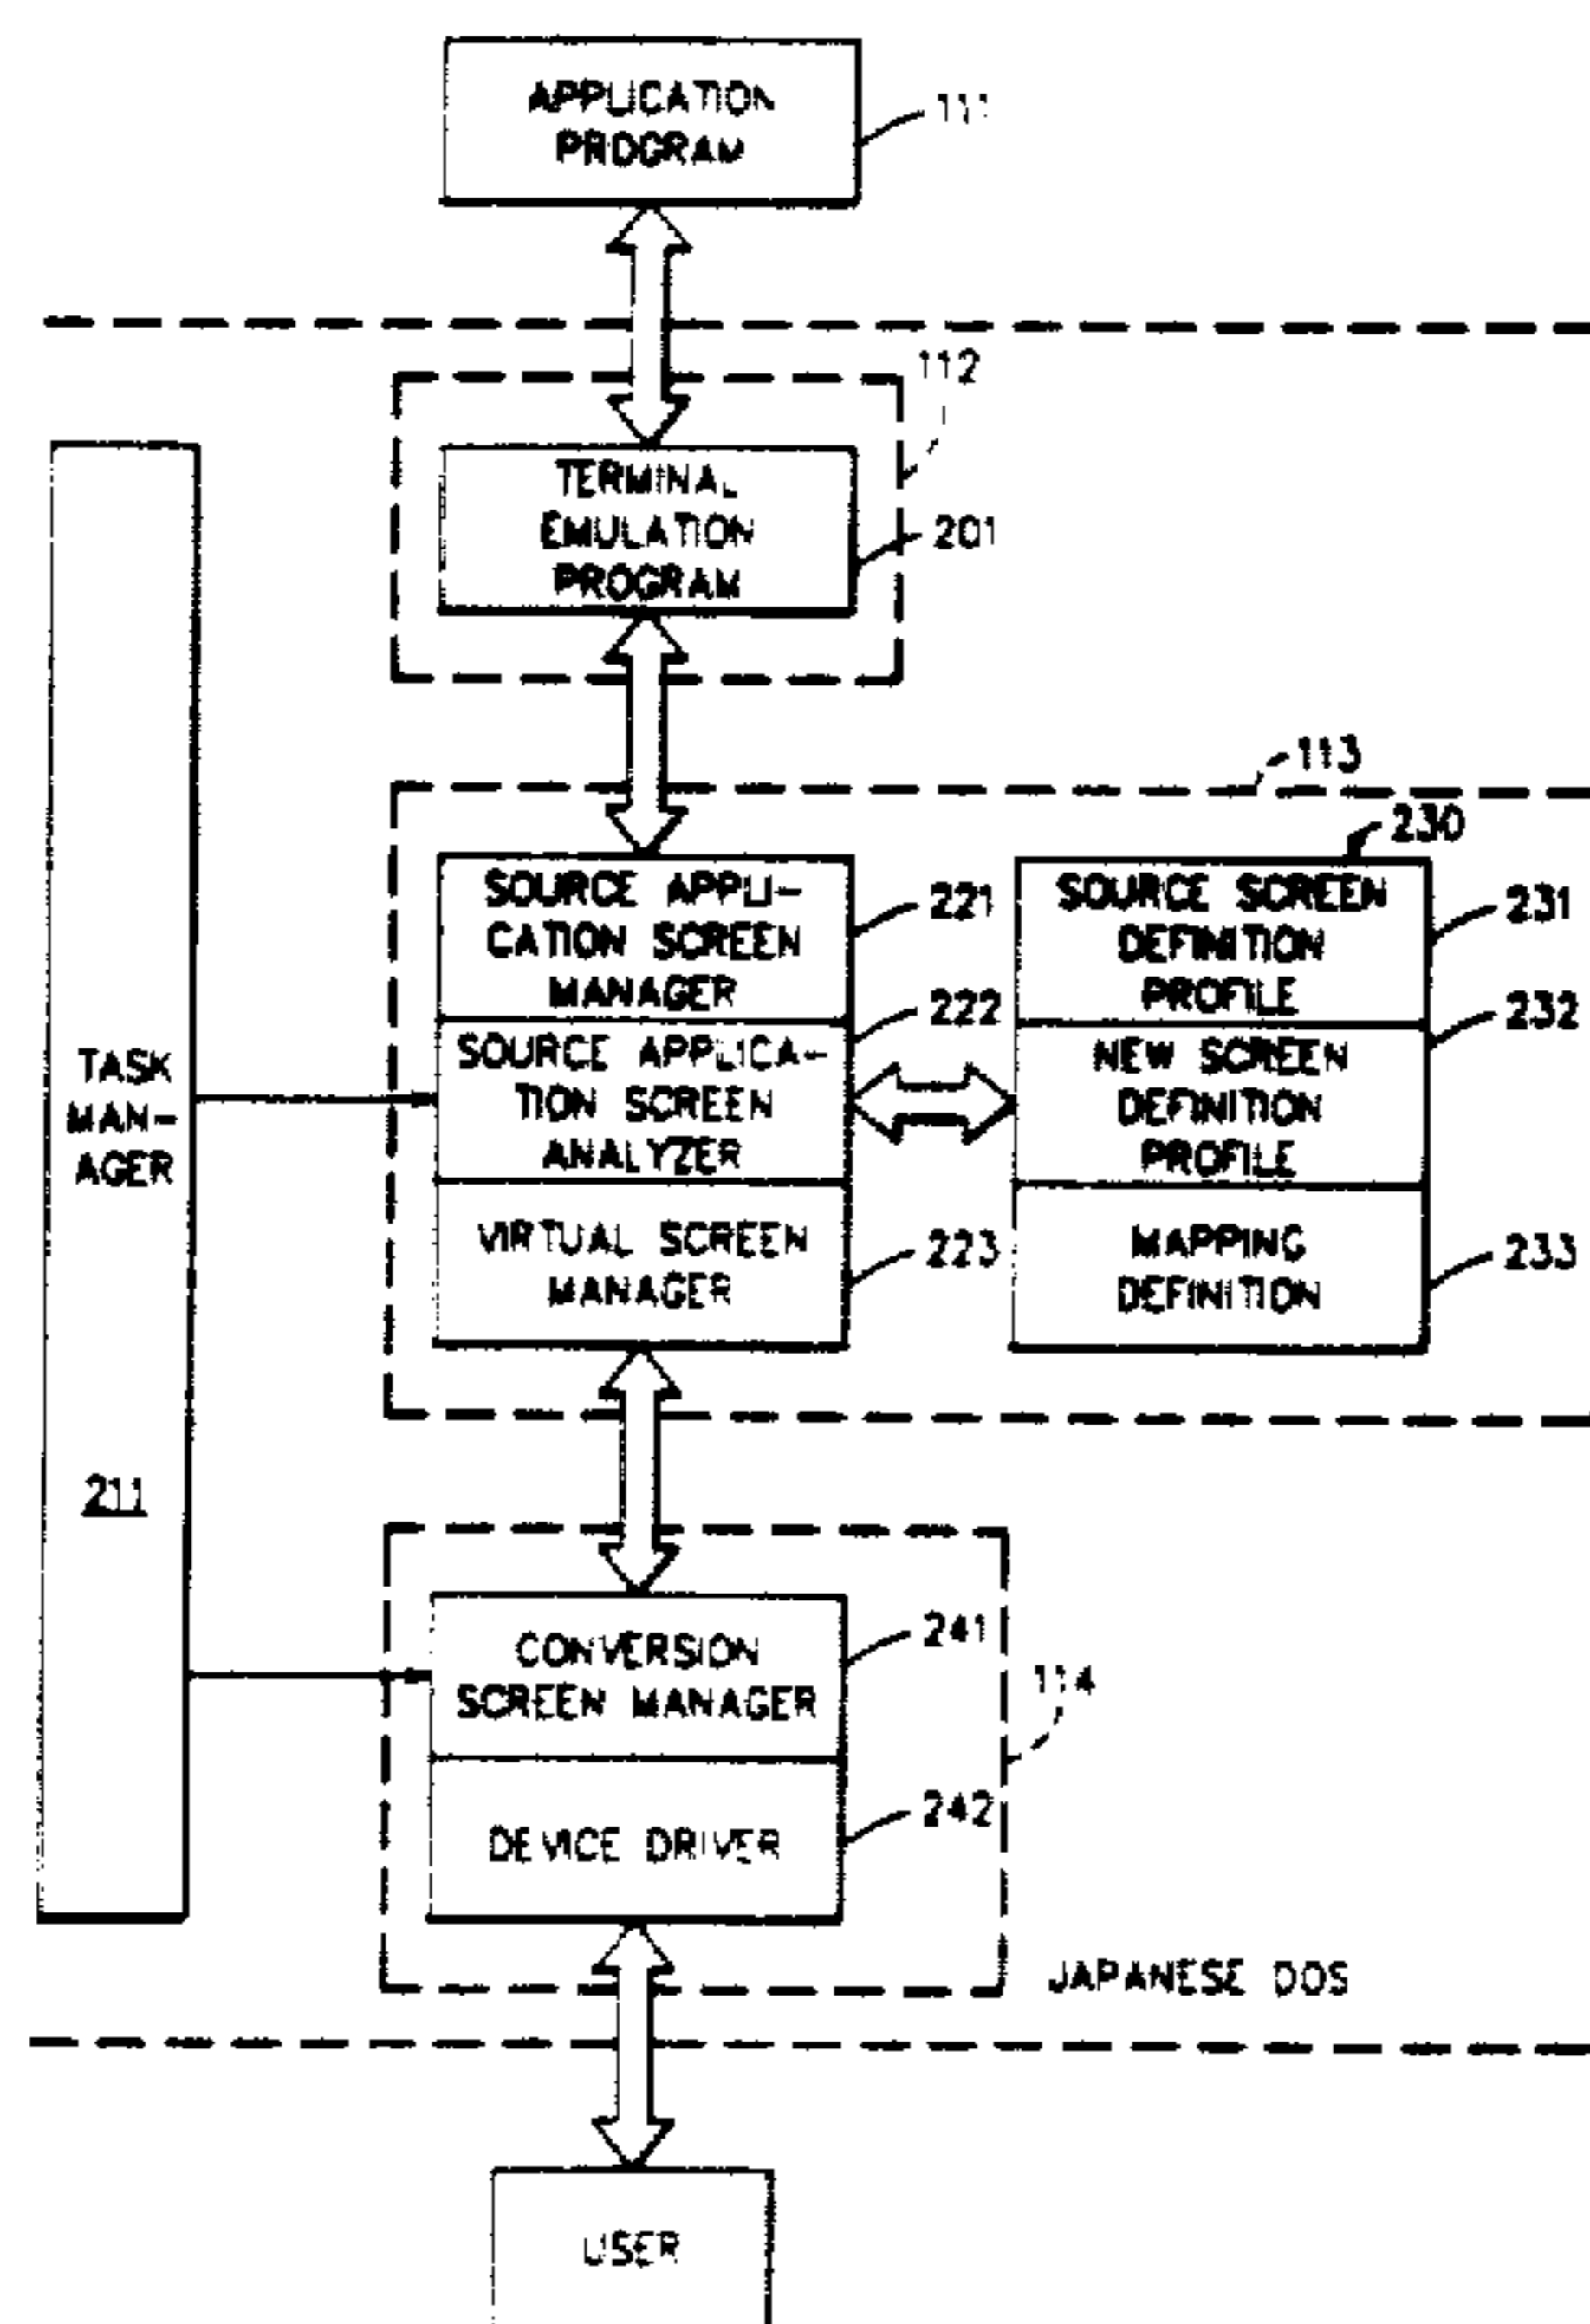 APPLICATION
PROGRAM
111
112
TERMINAL
EMULATION
PROGRAM
201
113
230
SOURCE APPLI-
CATION SCREEN
MANAGER
221
SOURCE SCREEN
DEFINITION
PROFILE
231
222
232
SOURCE APPLICA-
TION SCREEN
ANALYZER
NEW SCREEN
DEFINITION
PROFILE
TASK
MAN-
AGER
VIRTUAL SCREEN
MANAGER
223
MAPPING
DEFINITION
233
211
CONVERSION
SCREEN MANAGER
241
114
DEVICE DRIVER
242
JAPANESE DOS
USER